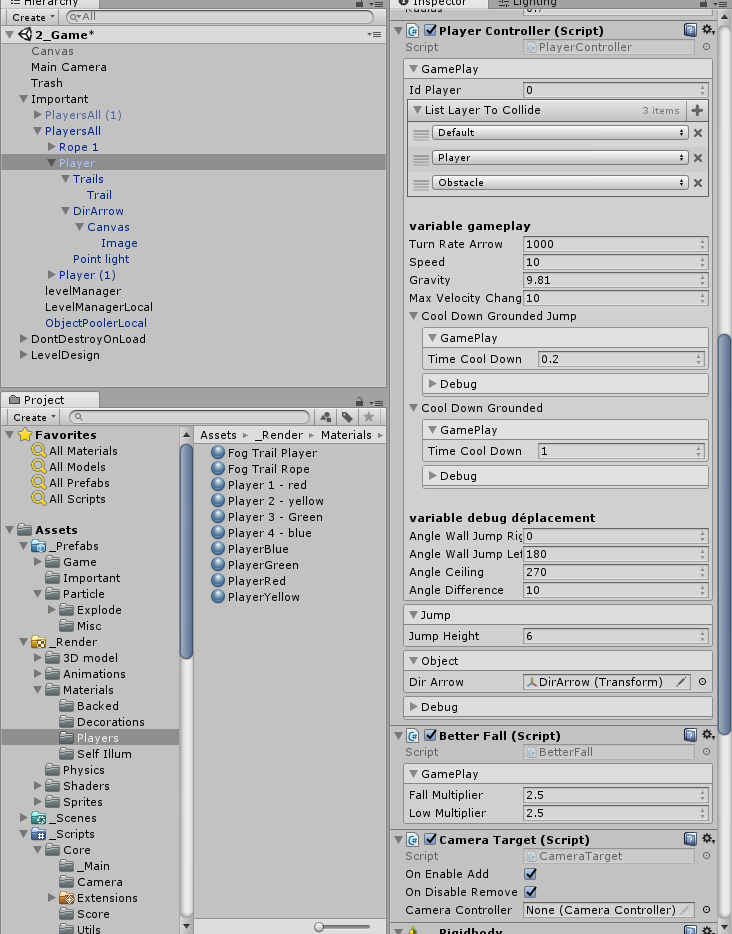 Hierarchy
Create
All
2_Game*
Canvas
Main Camera
Trash
Important
PlayersAll (1)
PlayersAll
Rope 1
Player
Trails
Trail
DirArrow
Canvas
Image
Point light
Player (1)
levelManager
LevelManagerLocal
ObjectPoolerLocal
DontDestroyOnLoad
LevelDesign
Project
Create
Favorites
All Materials
All Models
All Prefabs
All Scripts
Assets
_Prefabs
Game
Important
Particle
Explode
Misc
_Render
3D model
Animations
Materials
Backed
Decorations
Players
Self Illum
Physics
Shaders
Sprites
_Scenes
_Scripts
Core
_Main
Camera
Extensions
Score
Utils
Assets _Render Materials
Fog Trail Player
Fog Trail Rope
Player 1 - red
Player 2 - yellow
Player 3 - Green
Player 4 - blue
PlayerBlue
PlayerGreen
PlayerRed
PlayerYellow
Inspector Lighting
Radius 0.7
Player Controller (Script)
Script PlayerController
GamePlay
Id Player 0
List Layer To Collide 3 items
Default
Player
Obstacle
variable gameplay
Turn Rate Arrow 1000
Speed 10
Gravity 9.81
Max Velocity Chang 10
Cool Down Grounded Jump
GamePlay
Time Cool Down 0.2
Debug
Cool Down Grounded
GamePlay
Time Cool Down 1
Debug
variable debug déplacement
Angle Wall Jump Rig 0
Angle Wall Jump Lef 180
Angle Ceiling 270
Angle Difference 10
Jump
Jump Height 6
Object
Dir Arrow DirArrow (Transform)
Debug
Better Fall (Script)
Script BetterFall
GamePlay
Fall Multiplier 2.5
Low Multiplier 2.5
Camera Target (Script)
Script CameraTarget
On Enable Add
On Disable Remove
Camera Controller None (Camera Controller)
Rigidbody